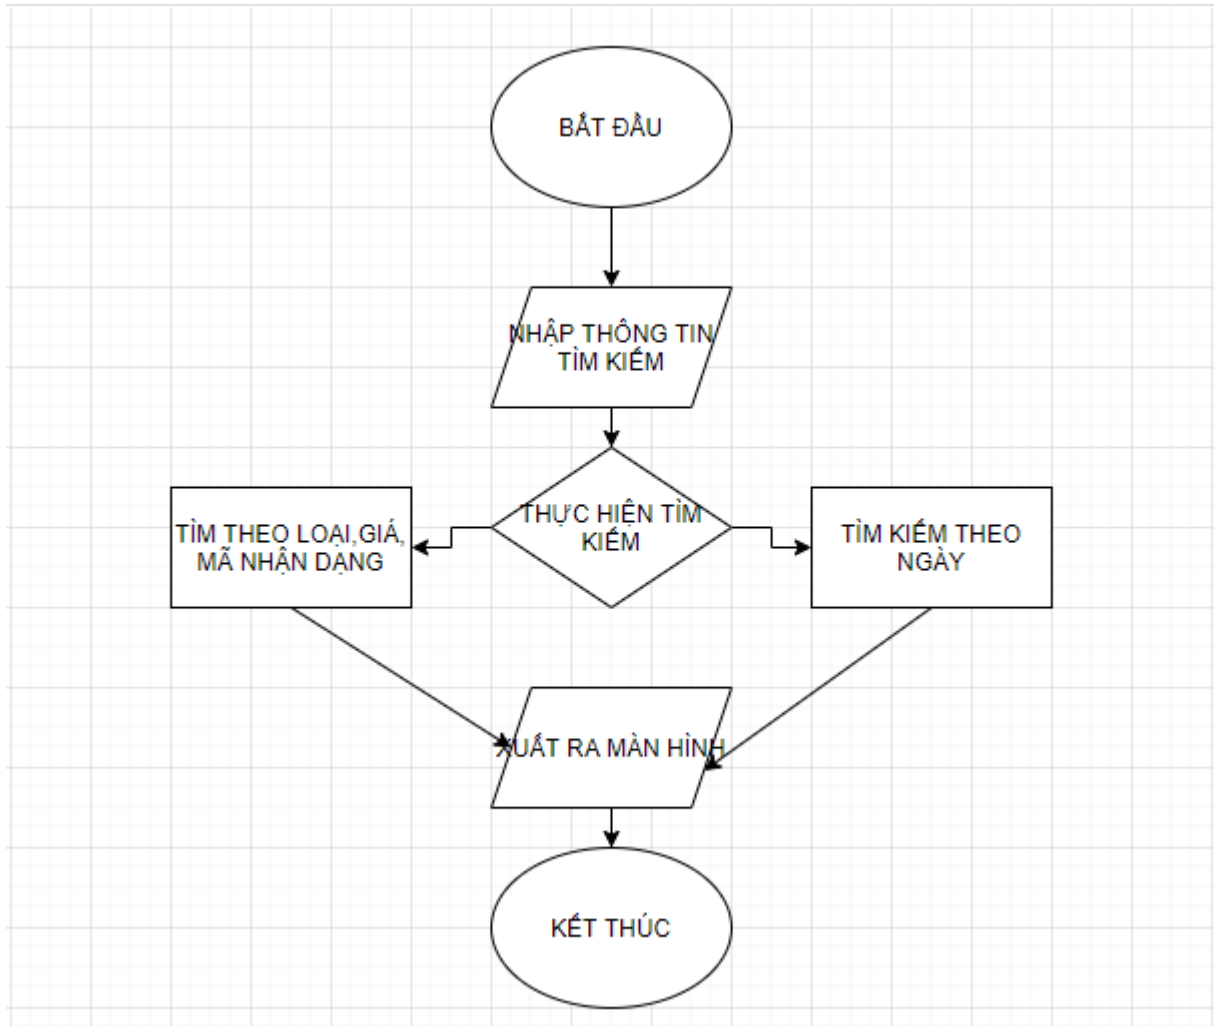 BẮT ĐẦU
NHẬP THÔNG TIN
TÌM KIẾM
THỰC HIỆN TÌM
KIẾM
TÌM THEO LOẠI,GIÁ,
MÃ NHẬN DẠNG
TÌM KIẾM THEO
NGÀY
XUẤT RA MÀN HÌNH
KẾT THÚC